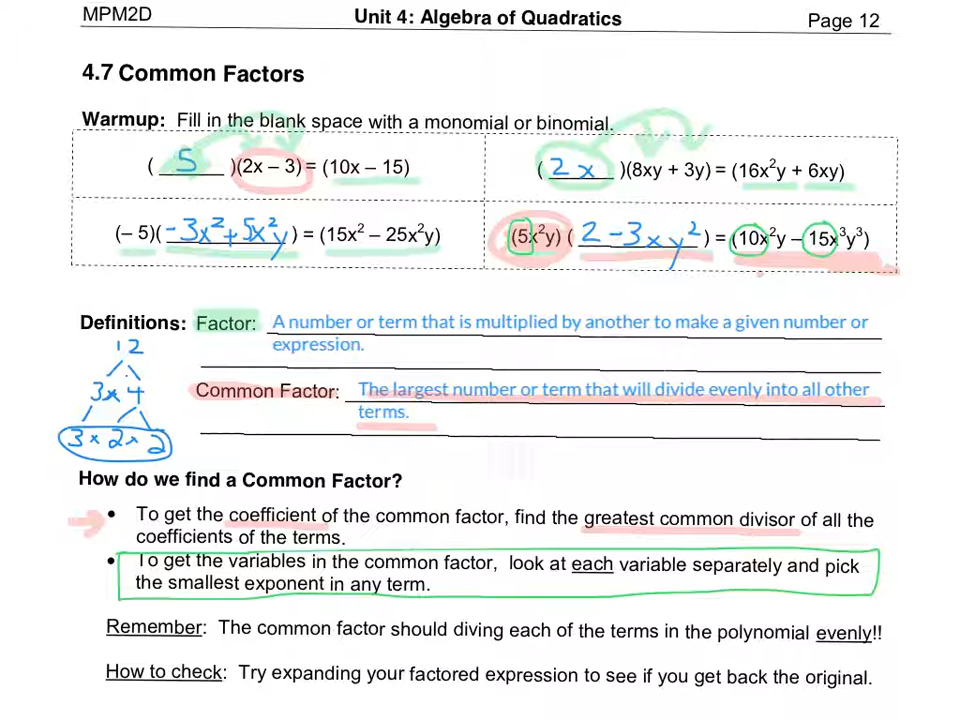 MPM2D Unit 4: Algebra of Quadratics Page 12
4.7 Common Factors
Warmup: Fill in the blank space with a monomial or binomial.
( 5 )(2x – 3) = (10x – 15)
( 2x )(8xy + 3y) = (16x²y + 6xy)
(– 5)( -3x² + 5x²y ) = (15x² – 25x²y)
(5x²y) ( 2 - 3xy² ) = (10x²y – 15x³y³)
Definitions: Factor: A number or term that is multiplied by another to make a given number or
expression.
12
3 x 4
3 x 2 x 2
Common Factor: The largest number or term that will divide evenly into all other
terms.
How do we find a Common Factor?
• To get the coefficient of the common factor, find the greatest common divisor of all the
coefficients of the terms.
• To get the variables in the common factor, look at each variable separately and pick
the smallest exponent in any term.
Remember: The common factor should diving each of the terms in the polynomial evenly!!
How to check: Try expanding your factored expression to see if you get back the original.